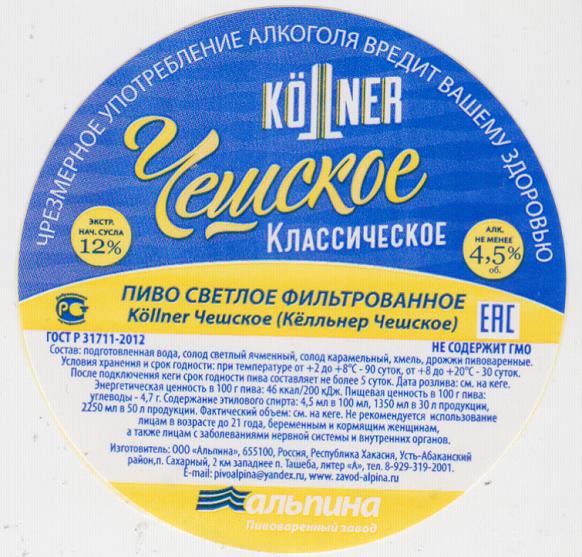 ЧРЕЗМЕРНОЕ УПОТРЕБЛЕНИЕ АЛКОГОЛЯ ВРЕДИТ ВАШЕМУ ЗДОРОВЬЮ
KÖLLNER
Чешское
Классическое
ЭКСТР.
НАЧ. СУСЛА
12%
АЛК.
НЕ МЕНЕЕ
4,5%
об.
ПИВО СВЕТЛОЕ ФИЛЬТРОВАННОЕ
Köllner Чешское (Кёлльнер Чешское)
РСТ
ЕАС
ГОСТ Р 31711-2012
НЕ СОДЕРЖИТ ГМО
Состав: подготовленная вода, солод светлый ячменный, солод карамельный, хмель, дрожжи пивоваренные.
Условия хранения и срок годности: при температуре от +2 до +8°С - 90 суток, от +8 до +20°С - 30 суток.
После подключения кеги срок годности пива составляет не более 5 суток. Дата розлива: см. на кеге.
Энергетическая ценность в 100 г пива: 46 ккал/200 кДж. Пищевая ценность в 100 г пива:
углеводы - 4,7 г. Содержание этилового спирта: 4,5 мл в 100 мл, 1350 мл в 30 л продукции,
2250 мл в 50 л продукции. Фактический объем: см. на кеге. Не рекомендуется использование
лицам в возрасте до 21 года, беременным и кормящим женщинам,
а также лицам с заболеваниями нервной системы и внутренних органов.
Изготовитель: ООО «Альпина», 655100, Россия, Республика Хакасия, Усть-Абаканский
район, п. Сахарный, 2 км западнее п. Ташеба, литер «А», тел. 8-929-319-2001.
E-mail: pivoalpina@yandex.ru, www. zavod-alpina.ru
альпина
Пивоваренный завод